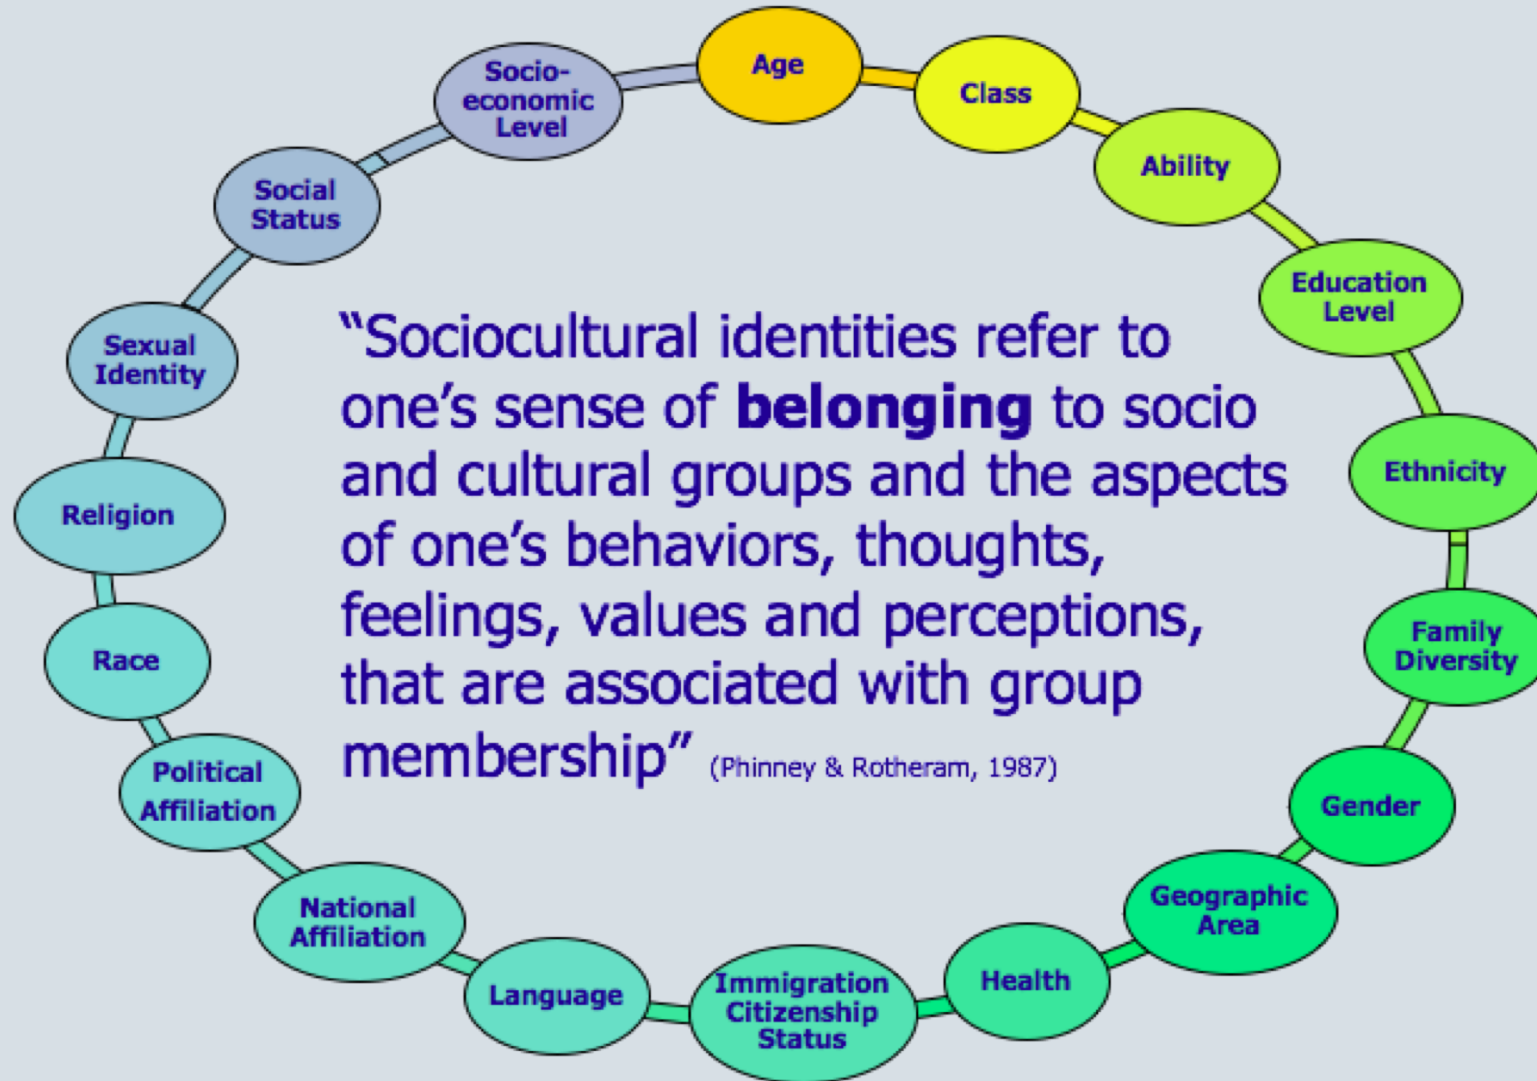 Age
Class
Ability
Education
Level
Ethnicity
Family
Diversity
Gender
Geographic
Area
Health
Immigration
Citizenship
Status
Language
National
Affiliation
Political
Affiliation
Race
Religion
Sexual
Identity
Social
Status
Socio-
economic
Level
“Sociocultural identities refer to
one’s sense of belonging to socio
and cultural groups and the aspects
of one’s behaviors, thoughts,
feelings, values and perceptions,
that are associated with group
membership” (Phinney & Rotheram, 1987)